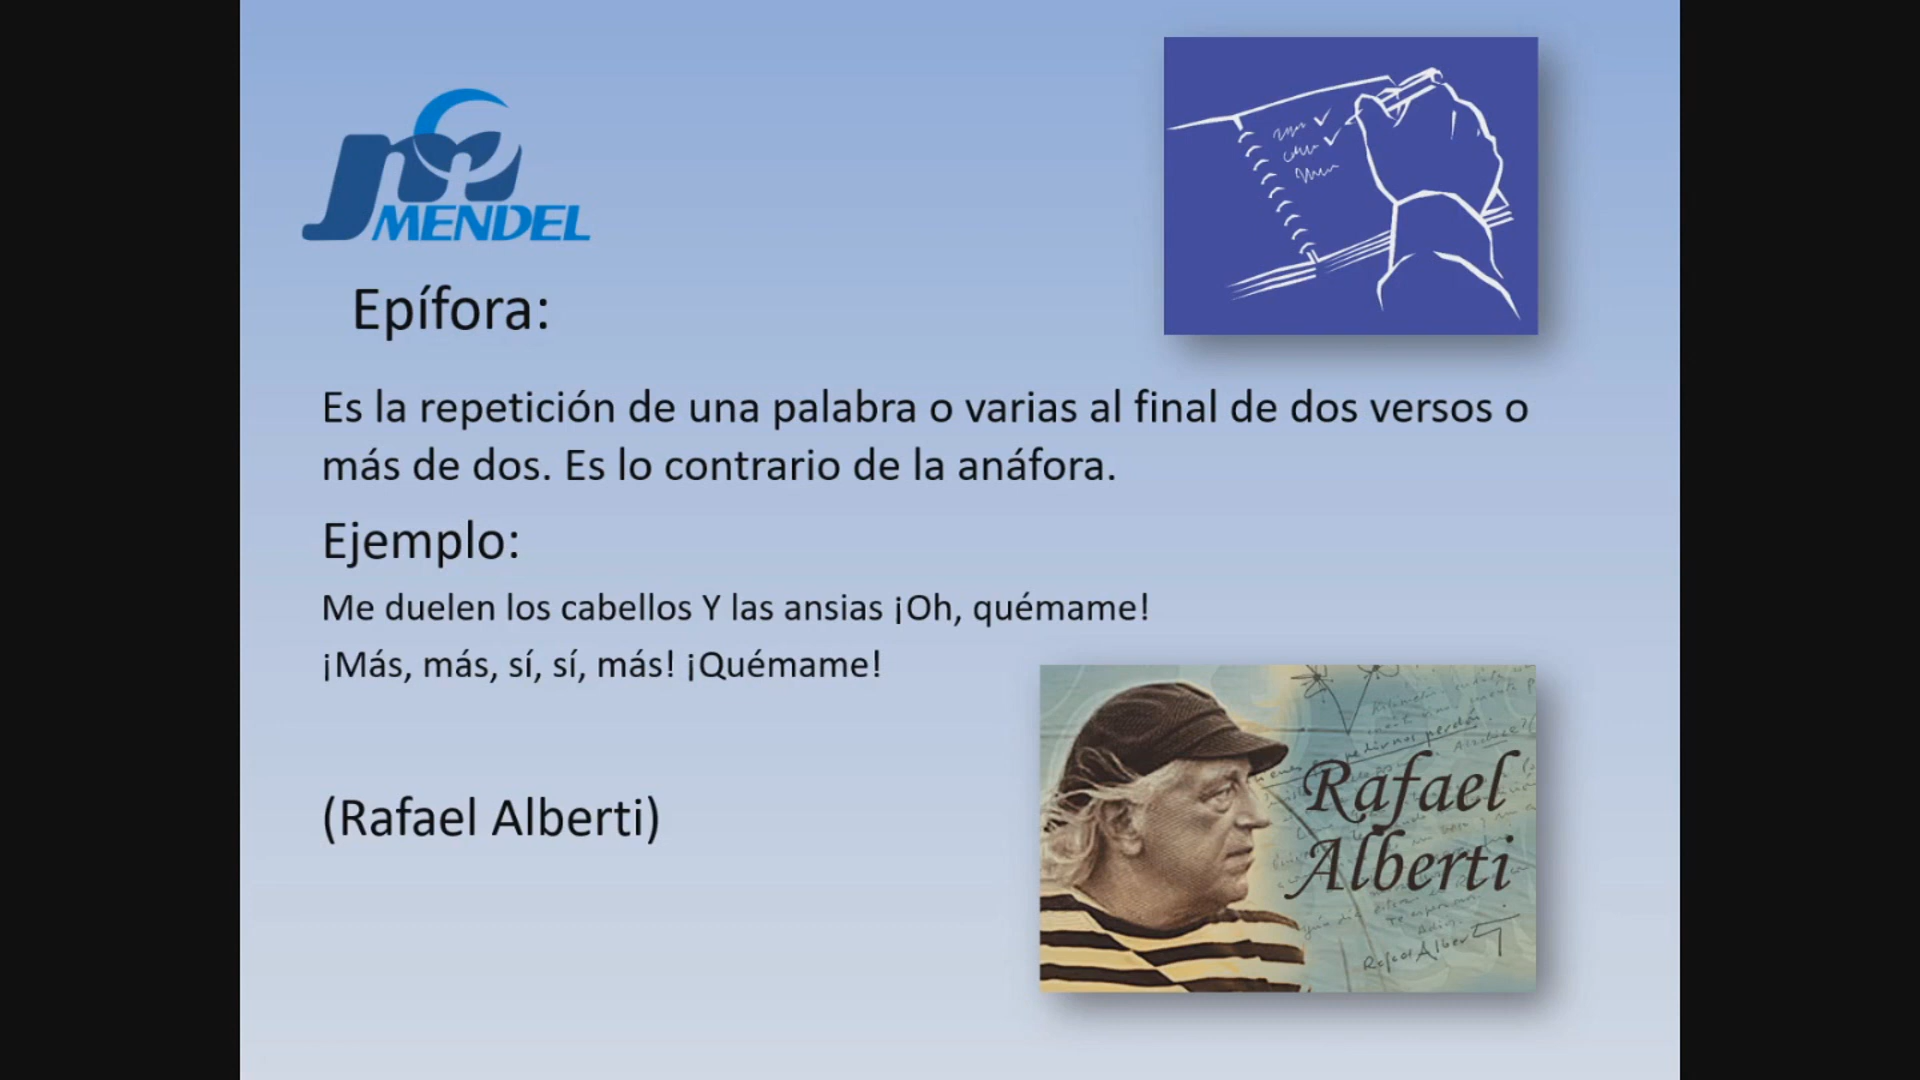 MENDEL
Epífora:
Es la repetición de una palabra o varias al final de dos versos o
más de dos. Es lo contrario de la anáfora.
Ejemplo:
Me duelen los cabellos Y las ansias ¡Oh, quémame!
¡Más, más, sí, sí, más! ¡Quémame!
(Rafael Alberti)
Rafael
Alberti